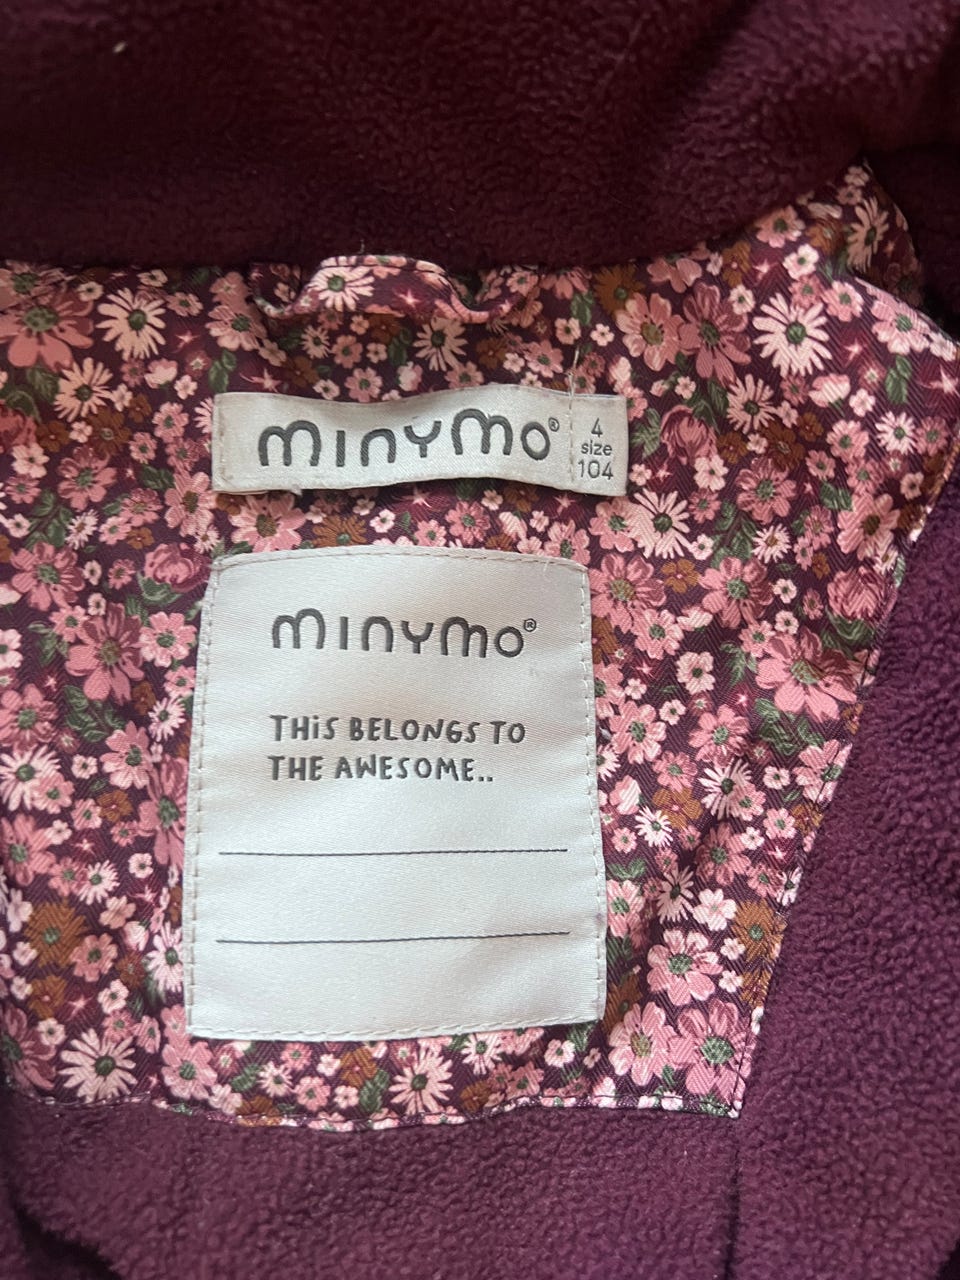 minymo®
4
size
104
minymo®
THiS BELONGS TO
THE AWESOME..